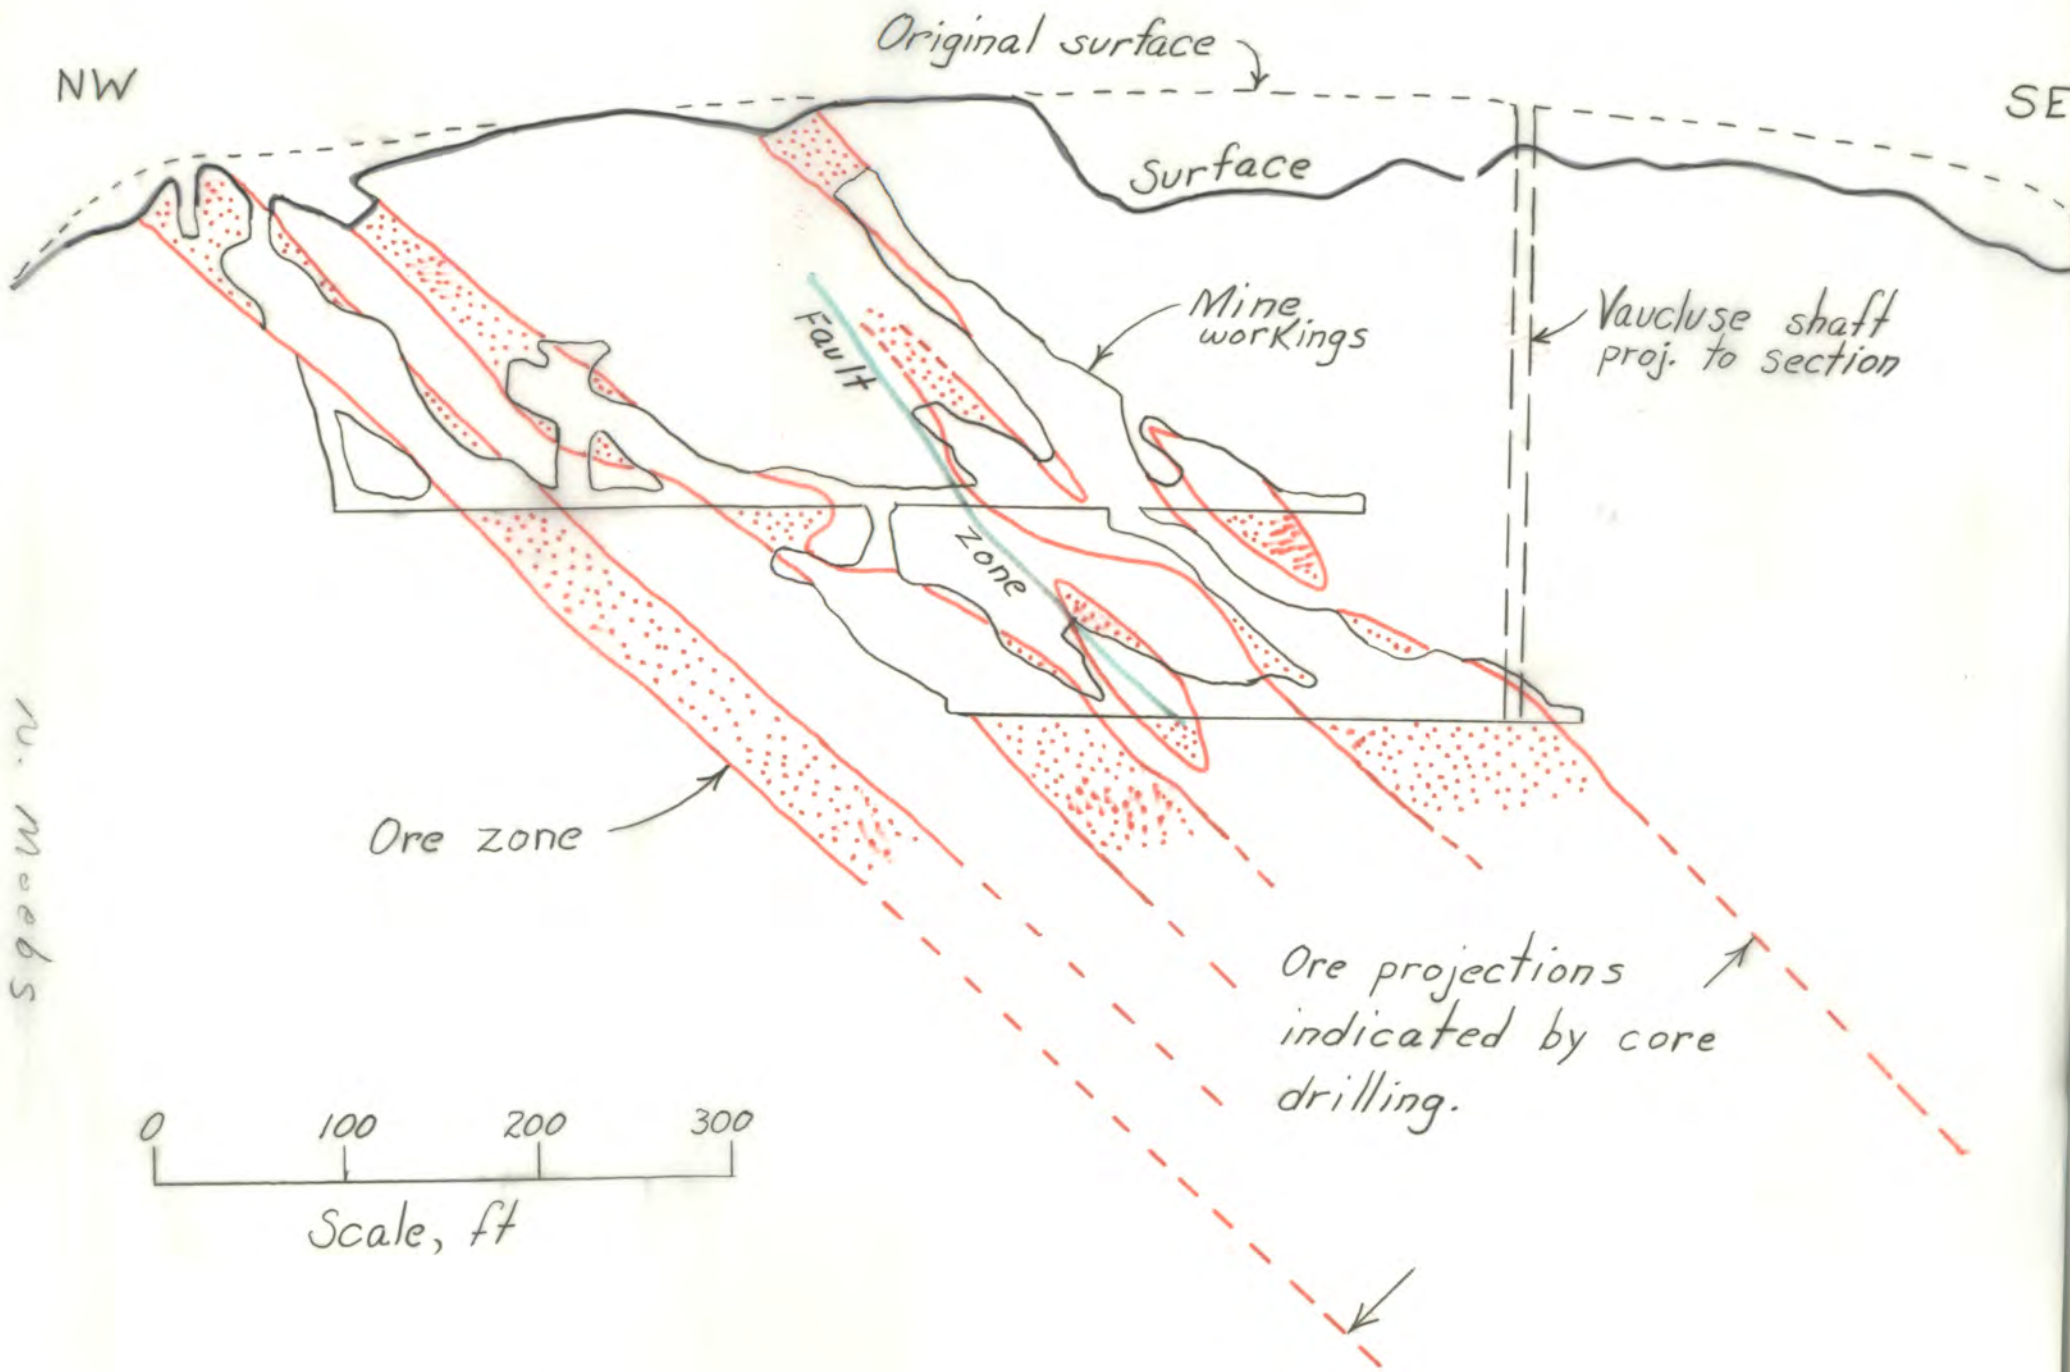 Original surface
NW
SE
Surface
Mine
workings
Vaucluse shaft
proj. to section
Fault
zone
Ore zone
Ore projections
indicated by core
drilling.
0 100 200 300
Scale, ft
N. Moebs